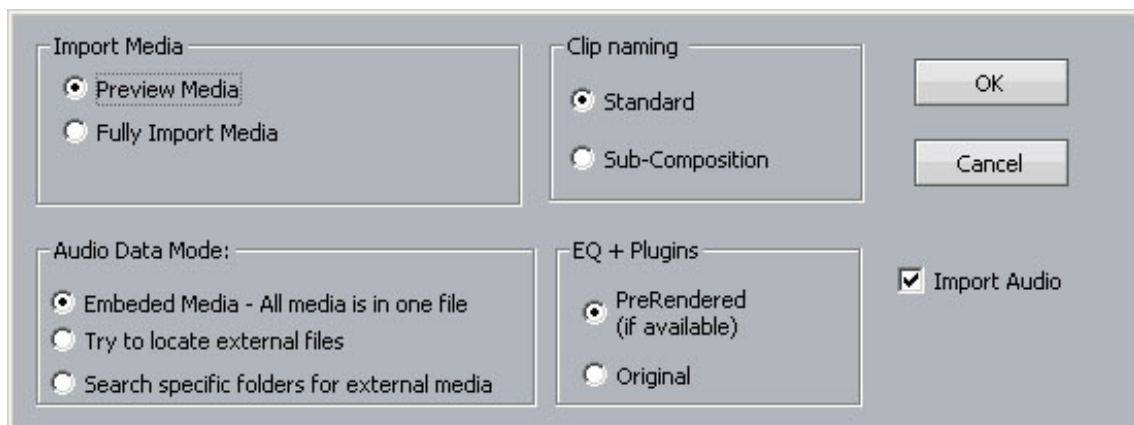 Import Media
Preview Media
Fully Import Media
Clip naming
Standard
Sub-Composition
OK
Cancel
Audio Data Mode:
Embeded Media - All media is in one file
Try to locate external files
Search specific folders for external media
EQ + Plugins
PreRendered
(if available)
Original
Import Audio